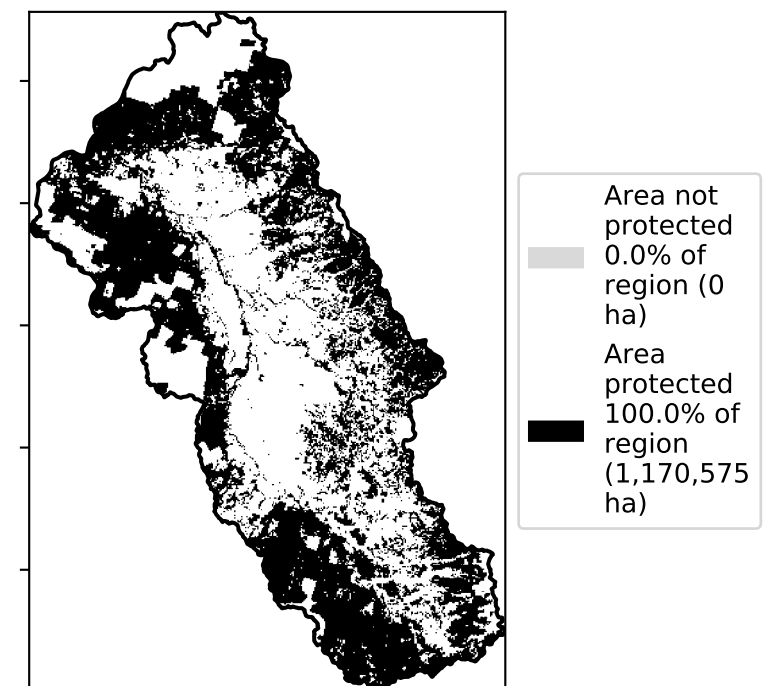 Area not
protected
0.0% of
region (0
ha)
Area
protected
100.0% of
region
(1,170,575
ha)